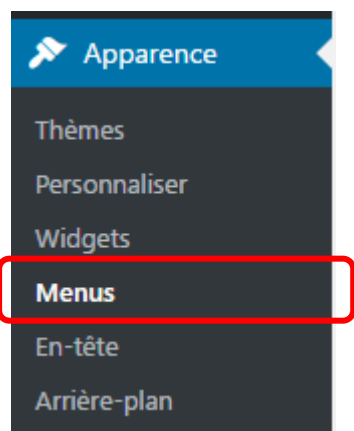 Apparence
Thèmes
Personnaliser
Widgets
Menus
En-tête
Arrière-plan